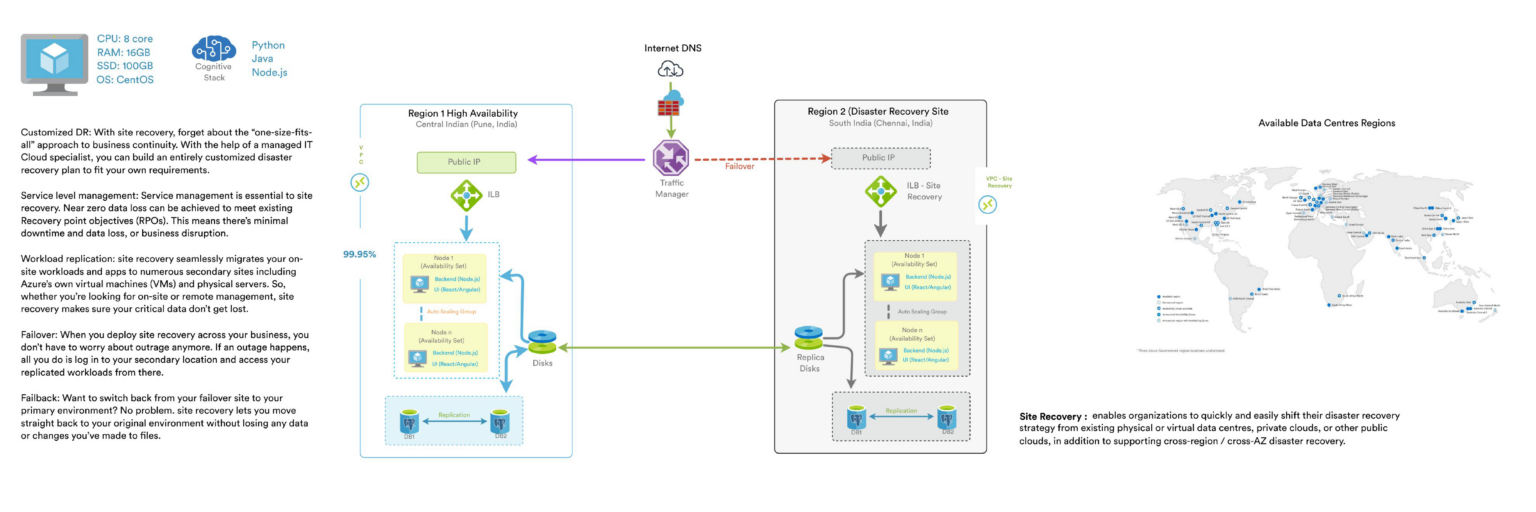 CPU: 8 core
RAM: 16GB
SSD: 100GB
OS: CentOS
Cognitive
Stack
Python
Java
Node.js
Customized DR: With site recovery, forget about the “one-size-fits-
all” approach to business continuity. With the help of a managed IT
Cloud specialist, you can build an entirely customized disaster
recovery plan to fit your own requirements.
Service level management: Service management is essential to site
recovery. Near zero data loss can be achieved to meet existing
Recovery point objectives (RPOs). This means there’s minimal
downtime and data loss, or business disruption.
Workload replication: site recovery seamlessly migrates your on-
site workloads and apps to numerous secondary sites including
Azure’s own virtual machines (VMs) and physical servers. So,
whether you’re looking for on-site or remote management, site
recovery makes sure your critical data don’t get lost.
Failover: When you deploy site recovery across your business, you
don’t have to worry about outrage anymore. If an outage happens,
all you do is log in to your secondary location and access your
replicated workloads from there.
Failback: Want to switch back from your failover site to your
primary environment? No problem. site recovery lets you move
straight back to your original environment without losing any data
or changes you’ve made to files.
Internet DNS
Traffic
Manager
Failover
Region 1 High Availability
Central Indian (Pune, India)
V
P
C
99.95%
Public IP
ILB
Node 1
(Availability Set)
Backend (Node.js)
UI (React/Angular)
Auto Scaling Group
Node n
(Availability Set)
Backend (Node.js)
UI (React/Angular)
Disks
DB1
Replication
DB2
Region 2 (Disaster Recovery Site
South India (Chennai, India)
Public IP
ILB - Site
Recovery
VPC - Site
Recovery
Node 1
(Availability Set)
Backend (Node.js)
UI (React/Angular)
Auto Scaling Group
Node n
(Availability Set)
Backend (Node.js)
UI (React/Angular)
Replica
Disks
DB1
Replication
DB2
Available Data Centres Regions
Site Recovery : enables organizations to quickly and easily shift their disaster recovery
strategy from existing physical or virtual data centres, private clouds, or other public
clouds, in addition to supporting cross-region / cross-AZ disaster recovery.